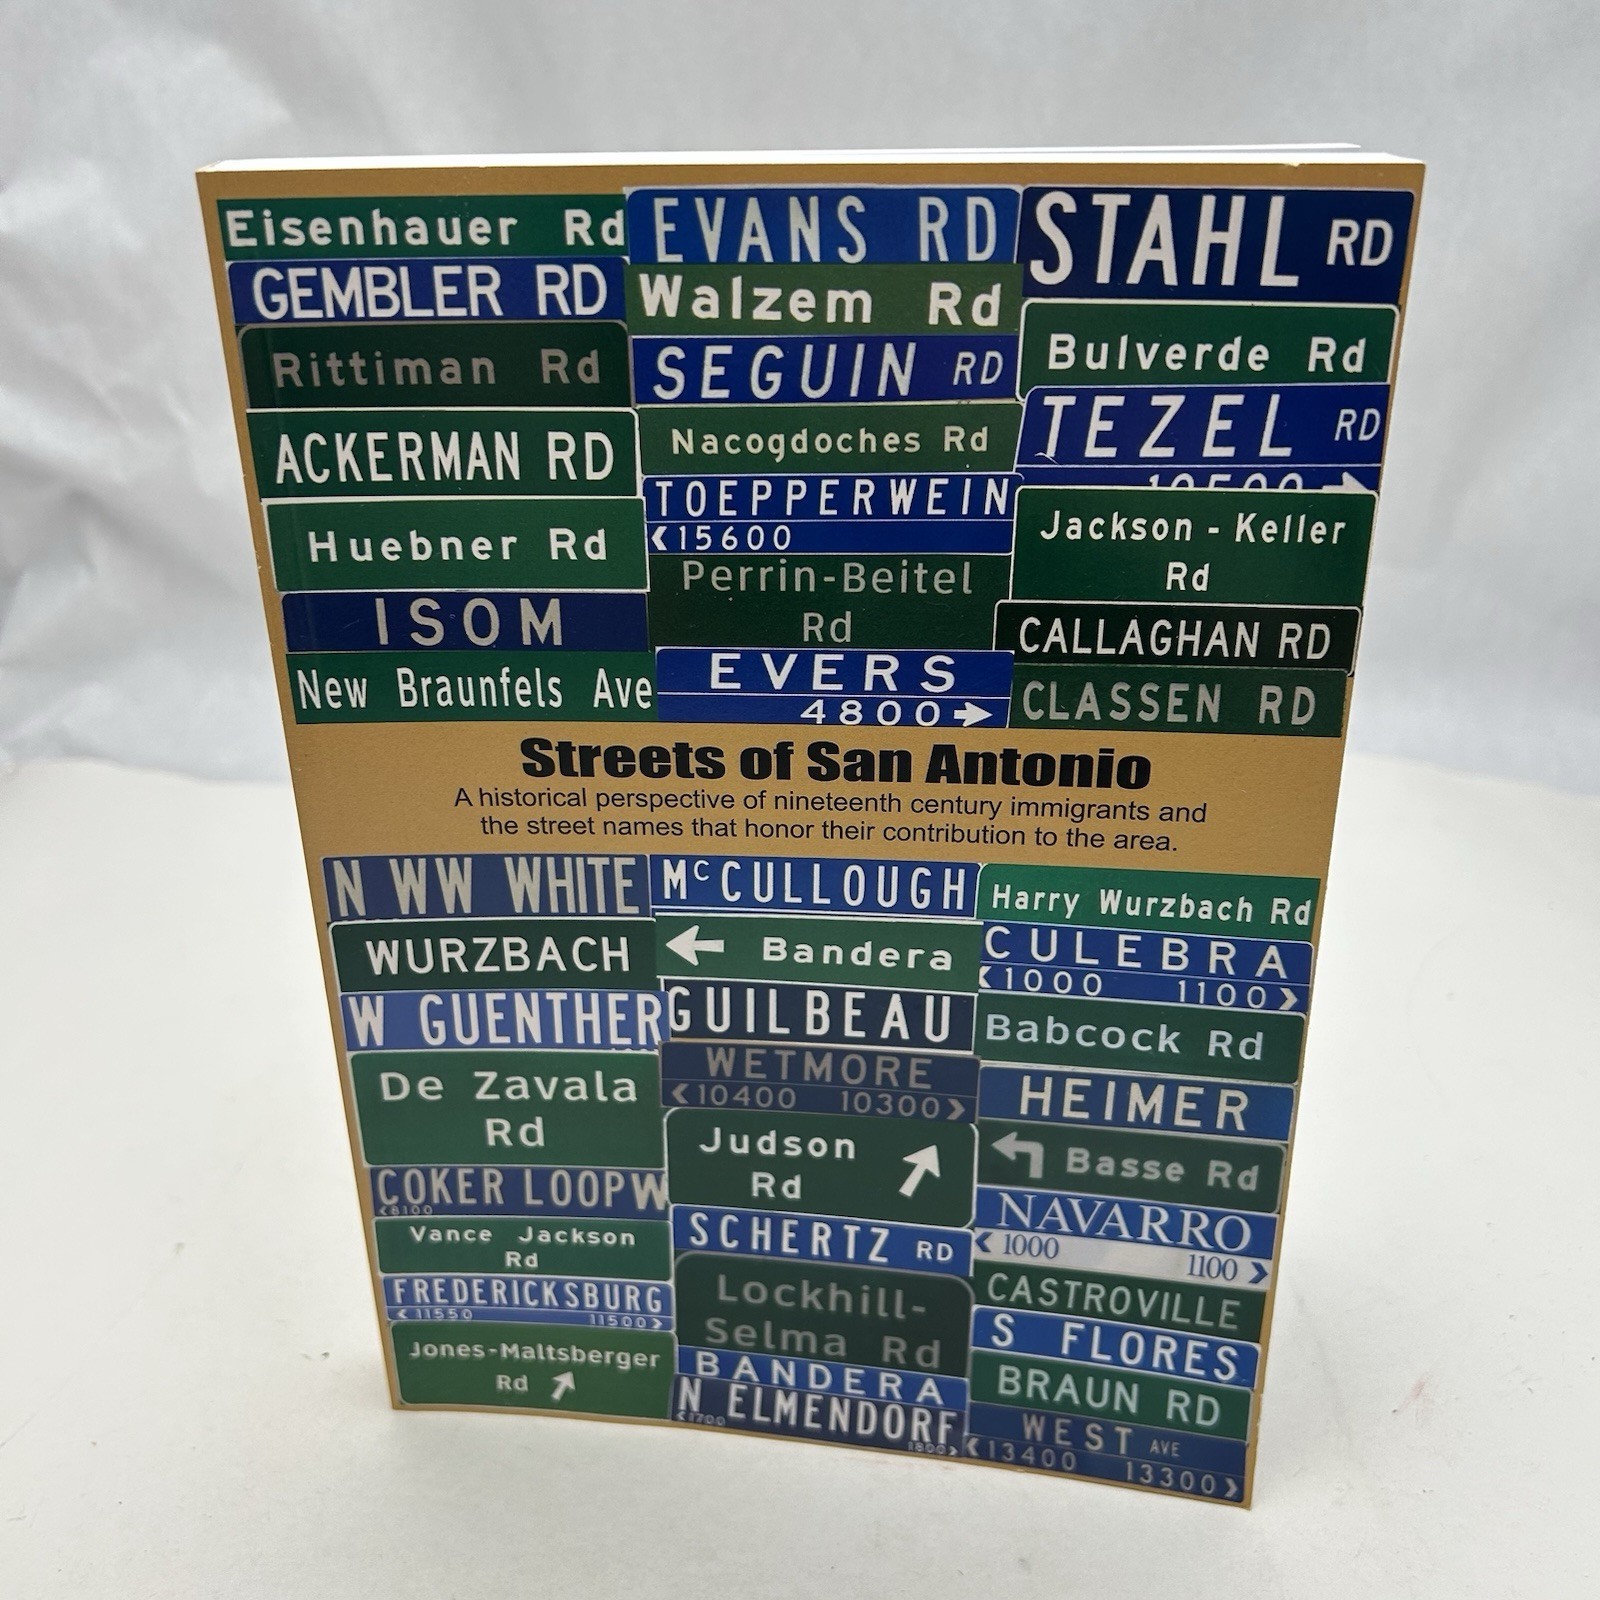 Eisenhauer Rd
GEMBLER RD
Rittiman Rd
ACKERMAN RD
Huebner Rd
ISOM
New Braunfels Ave
EVANS RD
Walzem Rd
SEGUIN RD
Nacogdoches Rd
TOEPPERWEIN
15600
Perrin-Beitel
Rd
EVERS
4800
STAHL RD
Bulverde Rd
TEZEL RD
10500
Jackson - Keller
Rd
CALLAGHAN RD
CLASSEN RD
Streets of San Antonio
A historical perspective of nineteenth century immigrants and
the street names that honor their contribution to the area.
N WW WHITE
WURZBACH
W GUENTHER
De Zavala
Rd
COKER LOOP W
8100
Vance Jackson
Rd
FREDERICKSBURG
11550 11500
Jones-Maltsberger
Rd
McCULLOUGH
Bandera
GUILBEAU
WETMORE
10400 10300
Judson
Rd
SCHERTZ RD
Lockhill-
Selma Rd
BANDERA
N ELMENDORF
1700 1800
Harry Wurzbach Rd
CULEBRA
1000 1100
Babcock Rd
HEIMER
Basse Rd
NAVARRO
1000 1100
CASTROVILLE
S FLORES
BRAUN RD
WEST AVE
13400 13300